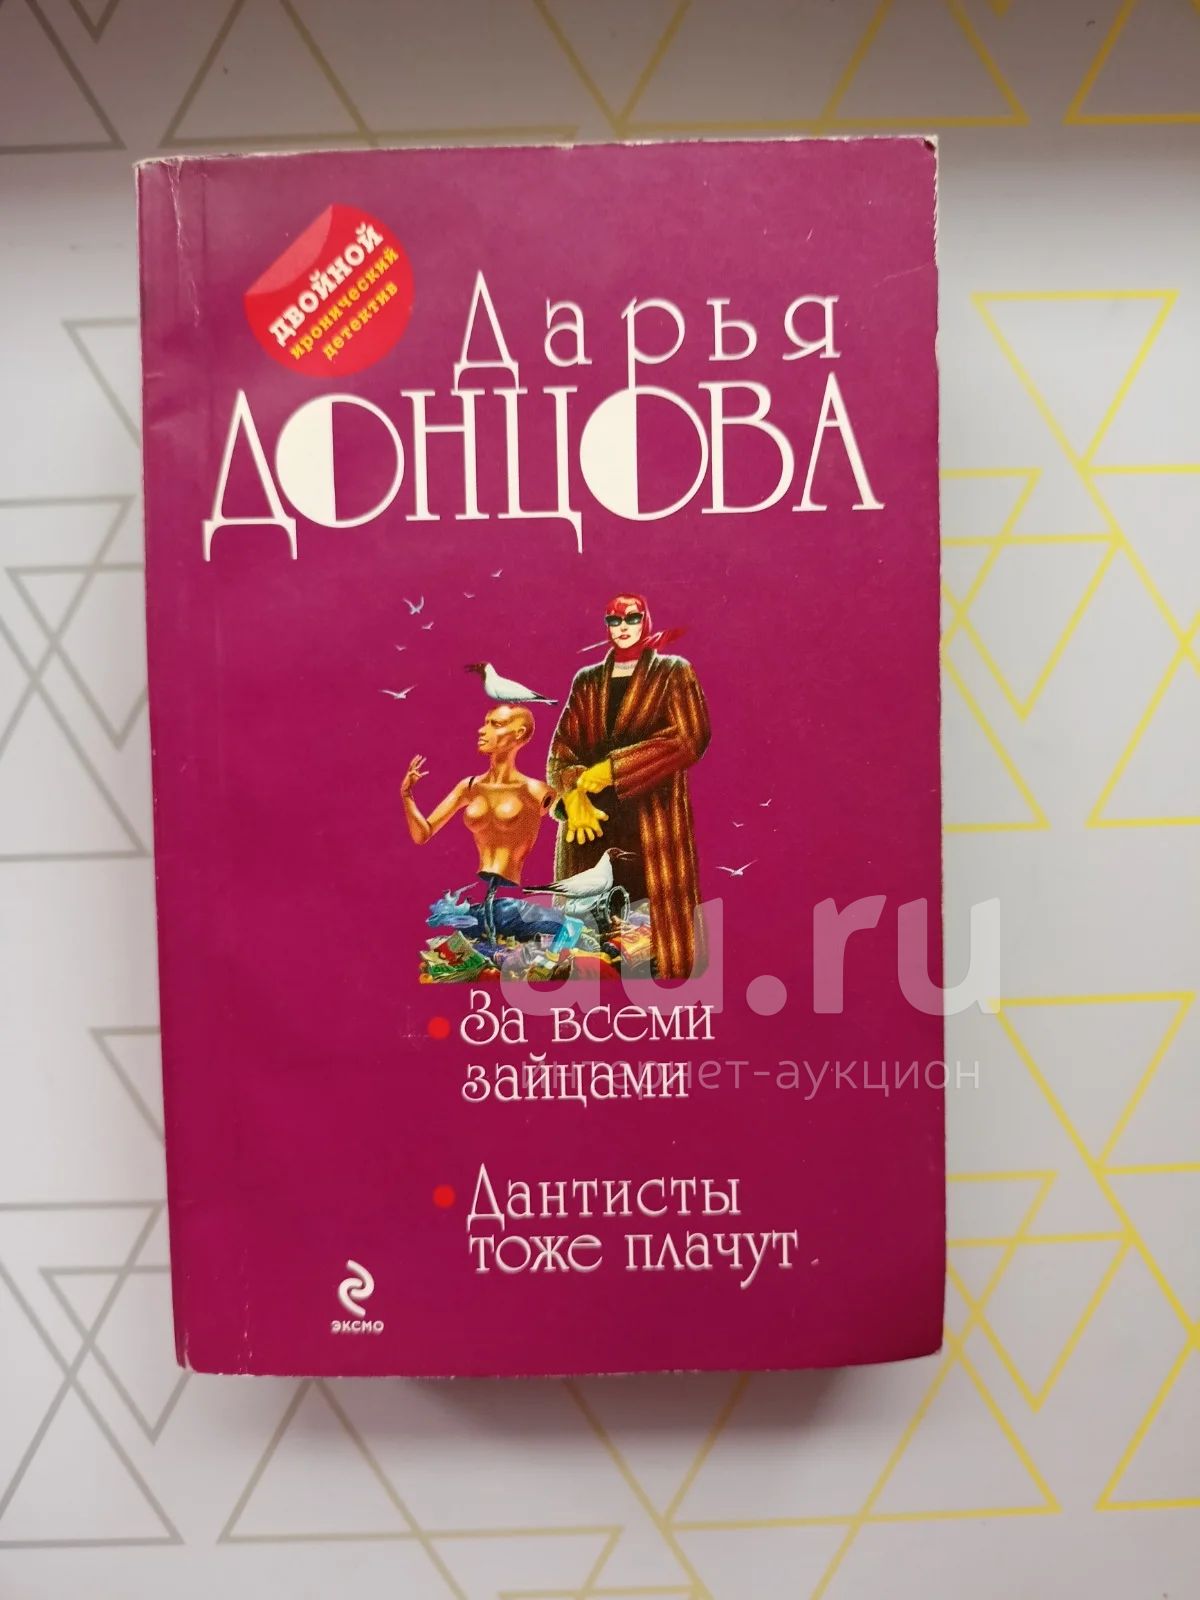 ДВОЙНОЙ
иронический
детектив
Дарья
ДОНЦОВА
За всеми
зайцами
Дантисты
тоже плачут
эксмо
au.ru
интернет-аукцион